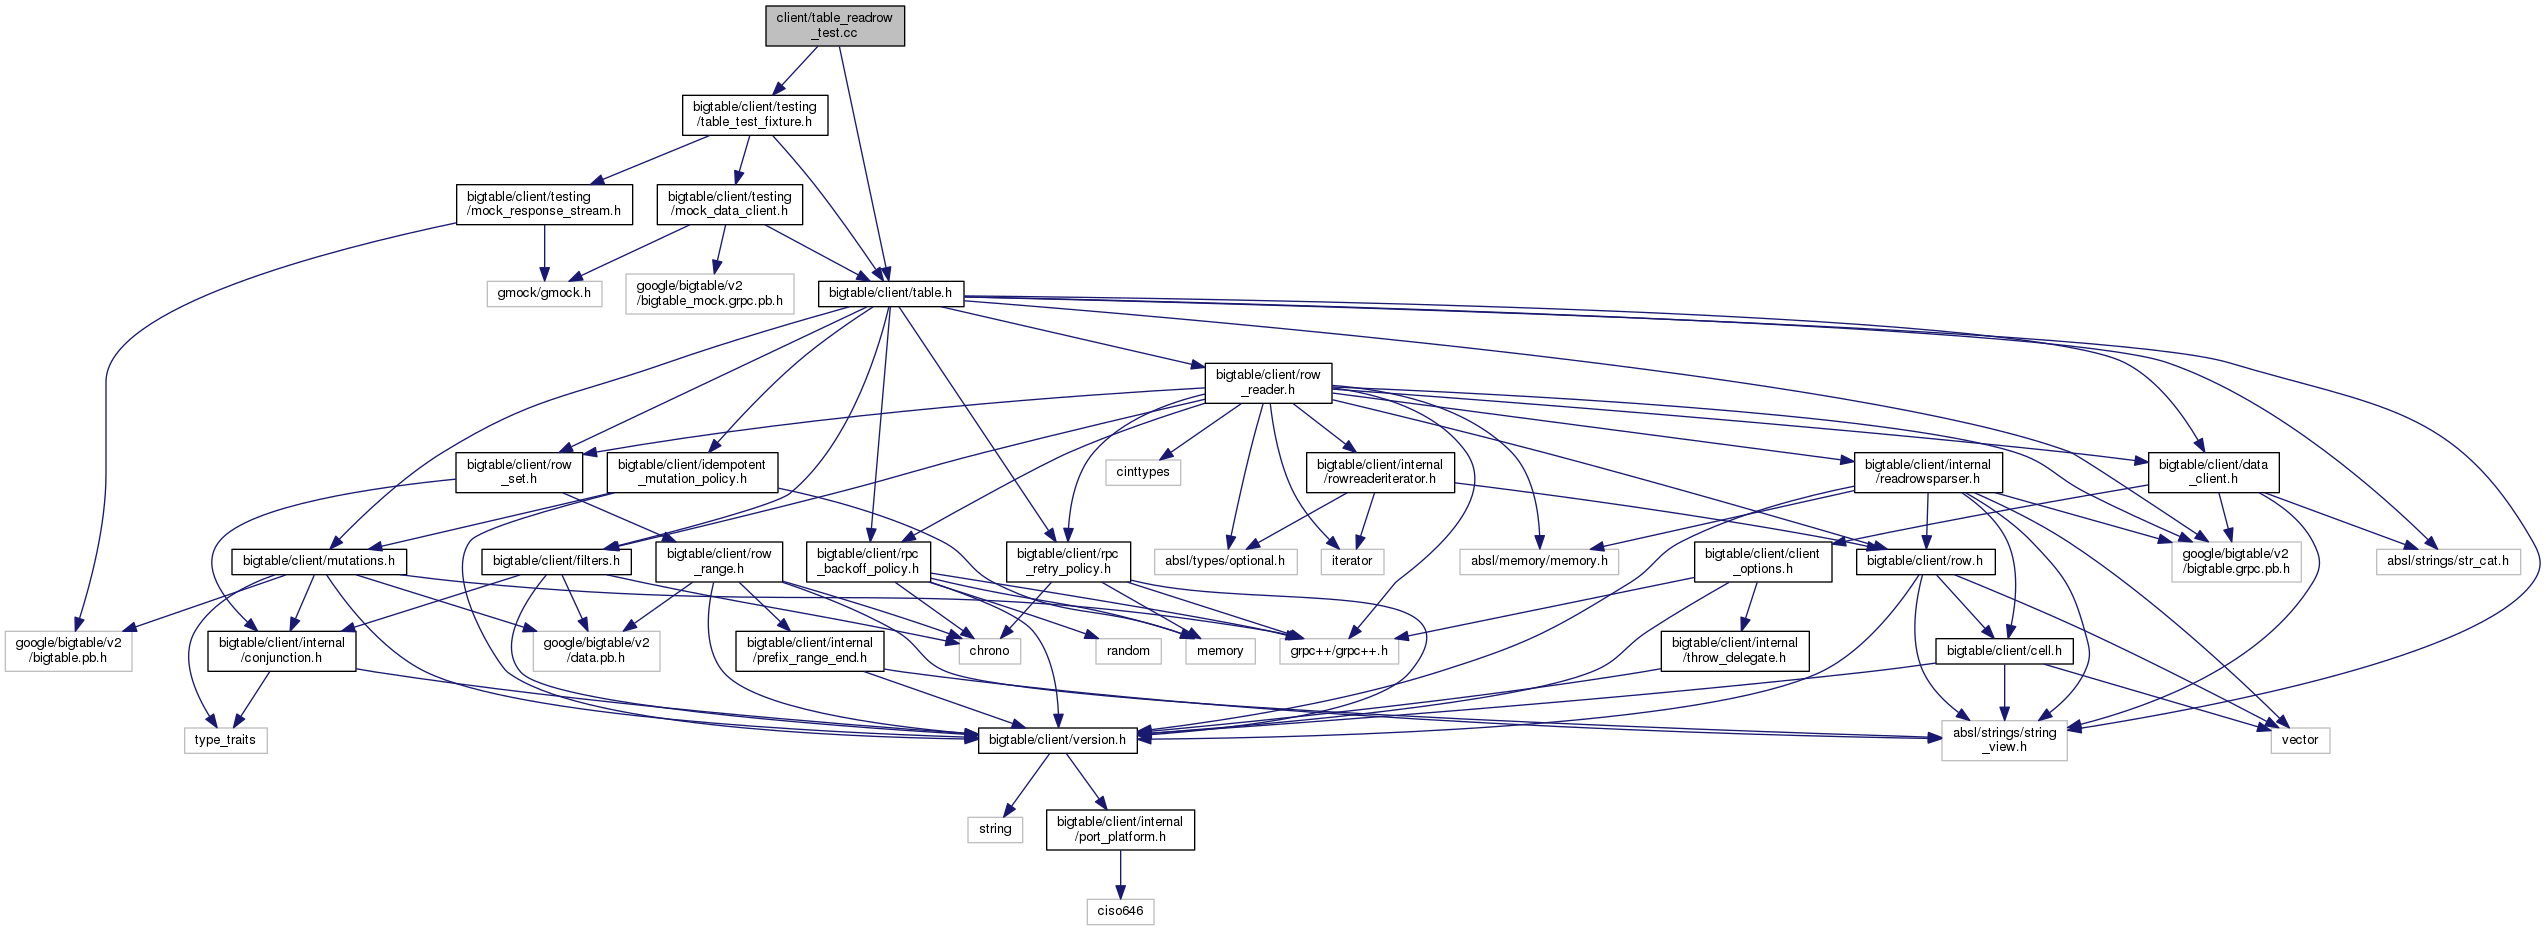 client/table_readrow
_test.cc
bigtable/client/testing
/table_test_fixture.h
bigtable/client/testing
/mock_response_stream.h
bigtable/client/testing
/mock_data_client.h
gmock/gmock.h
google/bigtable/v2
/bigtable_mock.grpc.pb.h
bigtable/client/table.h
bigtable/client/row
_reader.h
bigtable/client/row
_set.h
bigtable/client/idempotent
_mutation_policy.h
cinttypes
bigtable/client/internal
/rowreaderiterator.h
bigtable/client/internal
/readrowsparser.h
bigtable/client/data
_client.h
bigtable/client/mutations.h
bigtable/client/filters.h
bigtable/client/row
_range.h
bigtable/client/rpc
_backoff_policy.h
bigtable/client/rpc
_retry_policy.h
absl/types/optional.h
iterator
absl/memory/memory.h
bigtable/client/client
_options.h
bigtable/client/row.h
google/bigtable/v2
/bigtable.grpc.pb.h
absl/strings/str_cat.h
google/bigtable/v2
/bigtable.pb.h
bigtable/client/internal
/conjunction.h
google/bigtable/v2
/data.pb.h
bigtable/client/internal
/prefix_range_end.h
chrono
random
memory
grpc++/grpc++.h
bigtable/client/internal
/throw_delegate.h
bigtable/client/cell.h
type_traits
bigtable/client/version.h
absl/strings/string
_view.h
vector
string
bigtable/client/internal
/port_platform.h
ciso646